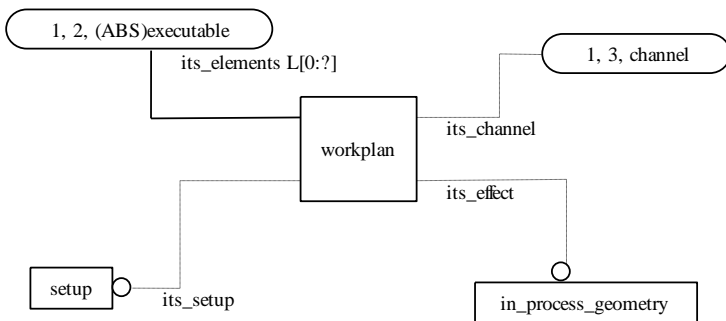 1, 2, (ABS)executable
its_elements L[0:?]
1, 3, channel
its_channel
workplan
its_effect
setup
its_setup
in_process_geometry